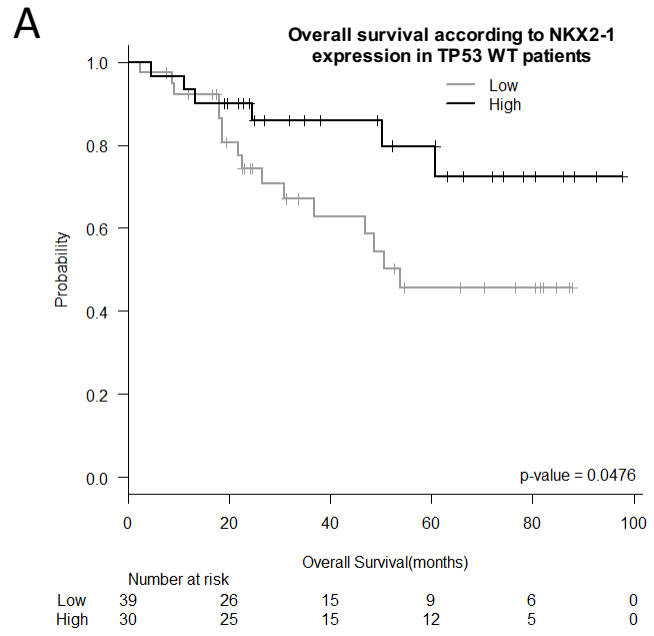 A
Overall survival according to NKX2-1
expression in TP53 WT patients
Low
High
1.0
0.8
0.6
0.4
0.2
0.0
Probability
p-value = 0.0476
0 20 40 60 80 100
Overall Survival(months)
Number at risk
Low 39 26 15 9 6 0
High 30 25 15 12 5 0